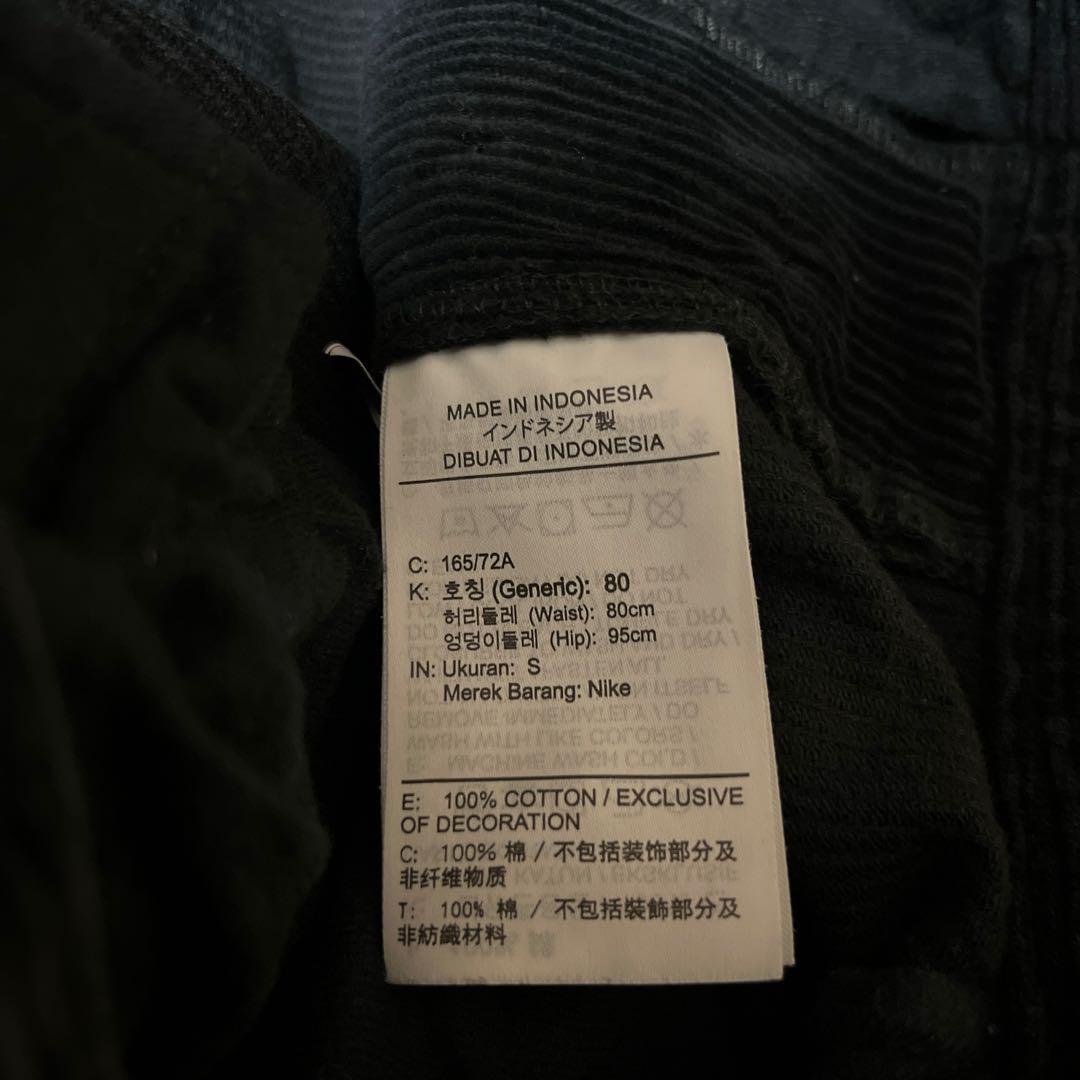 MADE IN INDONESIA
インドネシア製
DIBUAT DI INDONESIA
C: 165/72A
K: 호칭 (Generic): 80
허리둘레 (Waist): 80cm
엉덩이둘레 (Hip): 95cm
IN: Ukuran: S
Merek Barang: Nike
E: 100% COTTON / EXCLUSIVE
OF DECORATION
C: 100% 棉 / 不包括装饰部分及
非纤维物质
T: 100% 棉 / 不包括裝飾部分及
非紡織材料